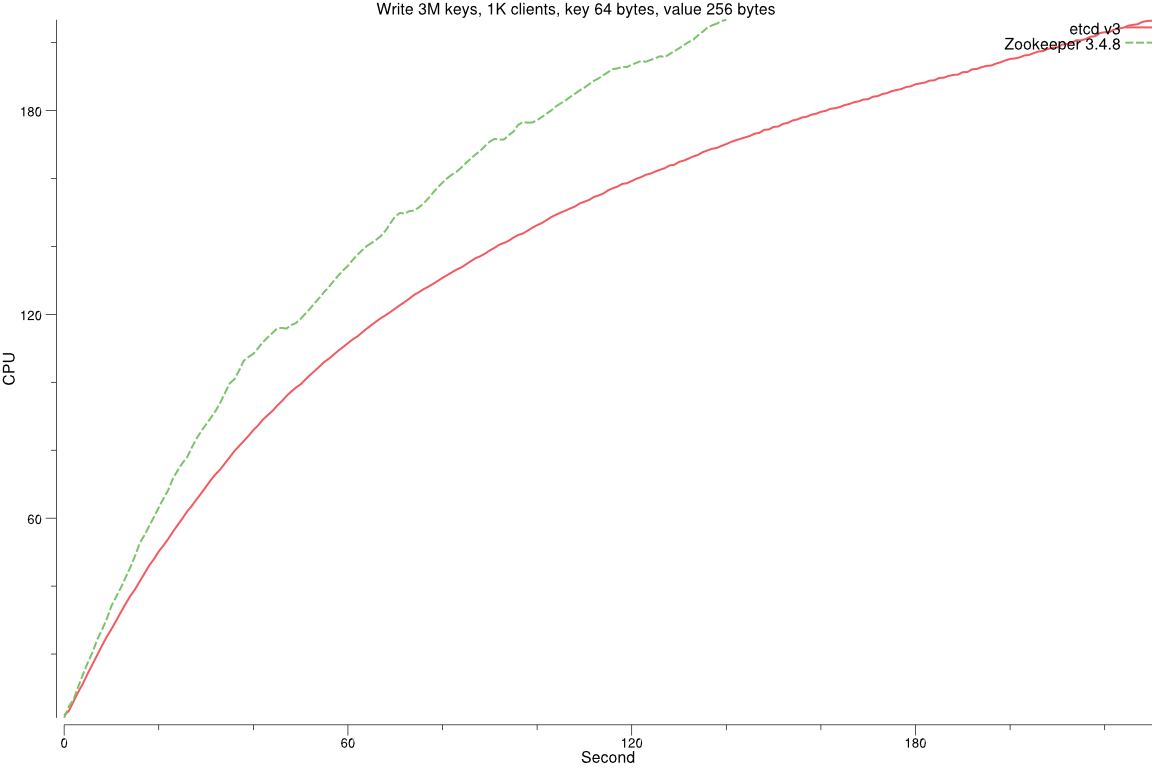 Write 3M keys, 1K clients, key 64 bytes, value 256 bytes
etcd v3
Zookeeper 3.4.8
180
120
60
CPU
0
60
120
180
Second